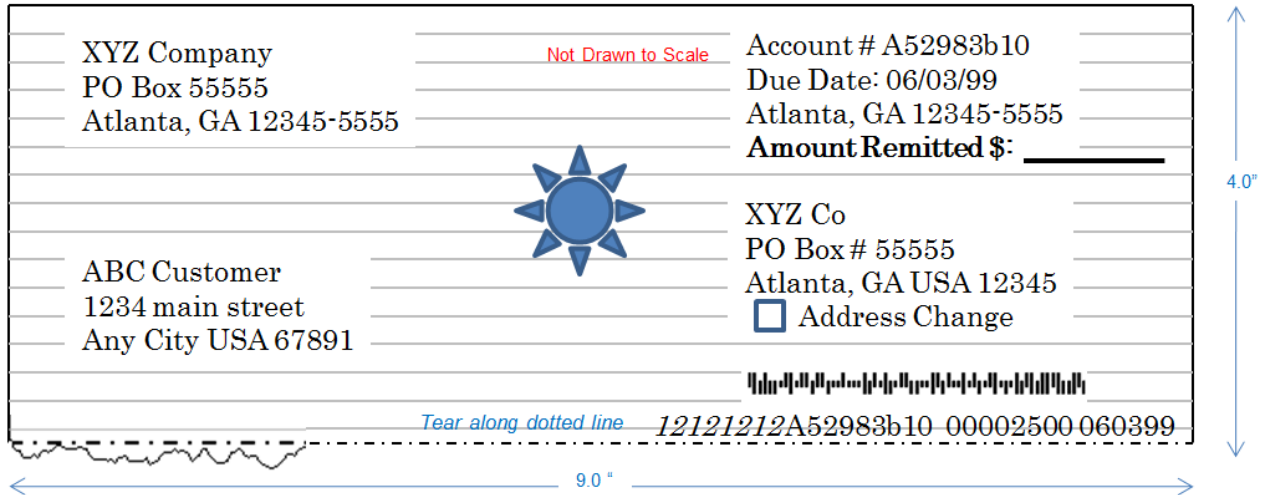 XYZ Company
PO Box 55555
Atlanta, GA 12345-5555
Not Drawn to Scale
Account # A52983b10
Due Date: 06/03/99
Atlanta, GA 12345-5555
Amount Remitted $:
4.0"
XYZ Co
PO Box # 55555
Atlanta, GA USA 12345
Address Change
ABC Customer
1234 main street
Any City USA 67891
Tear along dotted line
12121212A52983b10 00002500 060399
9.0 "